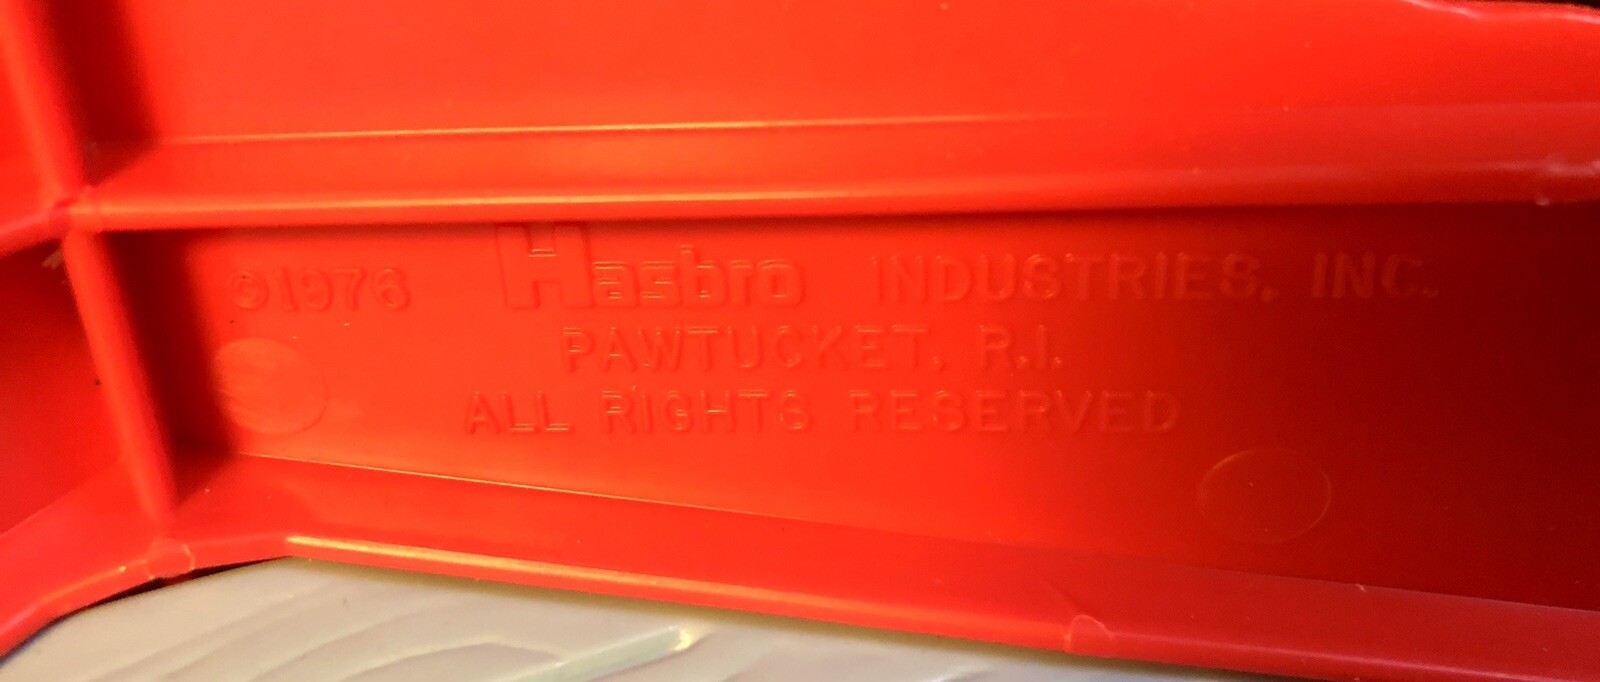 ©1976 Hasbro INDUSTRIES, INC.
PAWTUCKET, R.I.
ALL RIGHTS RESERVED